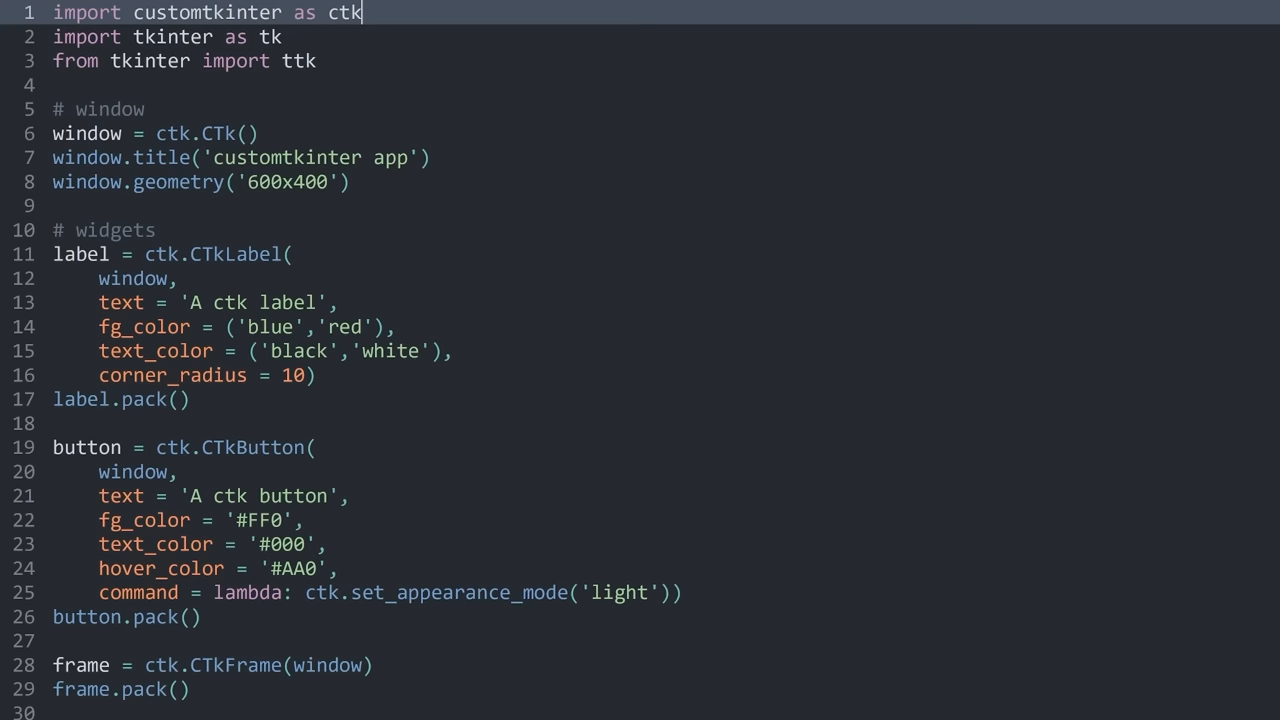 1 import customtkinter as ctk
2 import tkinter as tk
3 from tkinter import ttk
4
5 # window
6 window = ctk.CTk()
7 window.title('customtkinter app')
8 window.geometry('600x400')
9
10 # widgets
11 label = ctk.CTkLabel(
12     window,
13     text = 'A ctk label',
14     fg_color = ('blue','red'),
15     text_color = ('black','white'),
16     corner_radius = 10)
17 label.pack()
18
19 button = ctk.CTkButton(
20     window,
21     text = 'A ctk button',
22     fg_color = '#FF0',
23     text_color = '#000',
24     hover_color = '#AA0',
25     command = lambda: ctk.set_appearance_mode('light'))
26 button.pack()
27
28 frame = ctk.CTkFrame(window)
29 frame.pack()
30